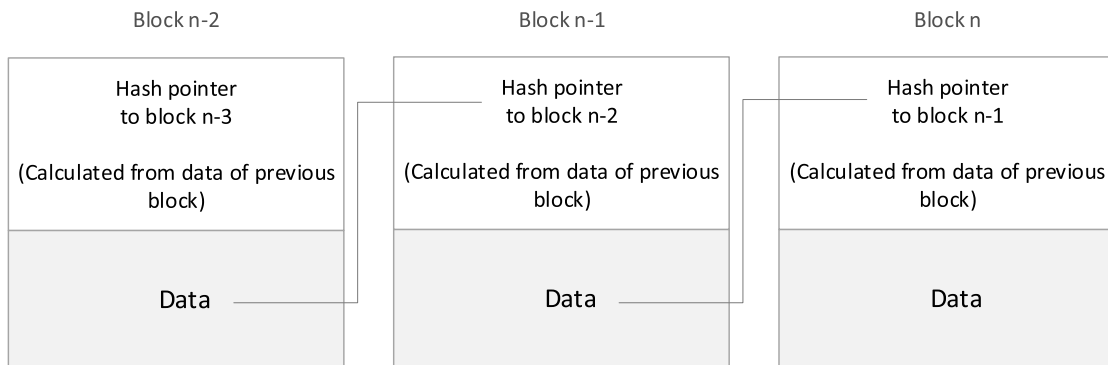 Block n-2
Hash pointer
to block n-3
(Calculated from data of previous
block)
Data
Block n-1
Hash pointer
to block n-2
(Calculated from data of previous
block)
Data
Block n
Hash pointer
to block n-1
(Calculated from data of previous
block)
Data